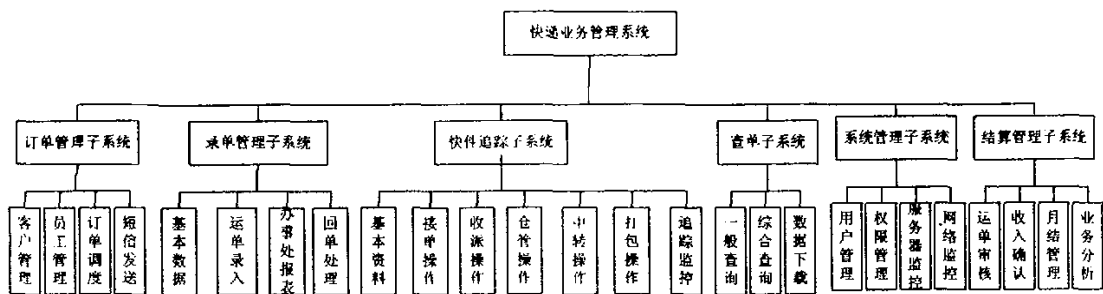 快递业务管理系统
订单管理子系统
录单管理子系统
快件追踪子系统
查单子系统
系统管理子系统
结算管理子系统
客户管理
员工管理
订单调度
短信发送
基本数据
运单录入
办事处报表
回单处理
基本资料
接单操作
收派操作
仓管操作
中转操作
打包操作
追踪监控
一般查询
综合查询
数据下载
用户管理
权限管理
服务器监控
网络监控
运单审核
收入确认
月结管理
业务分析